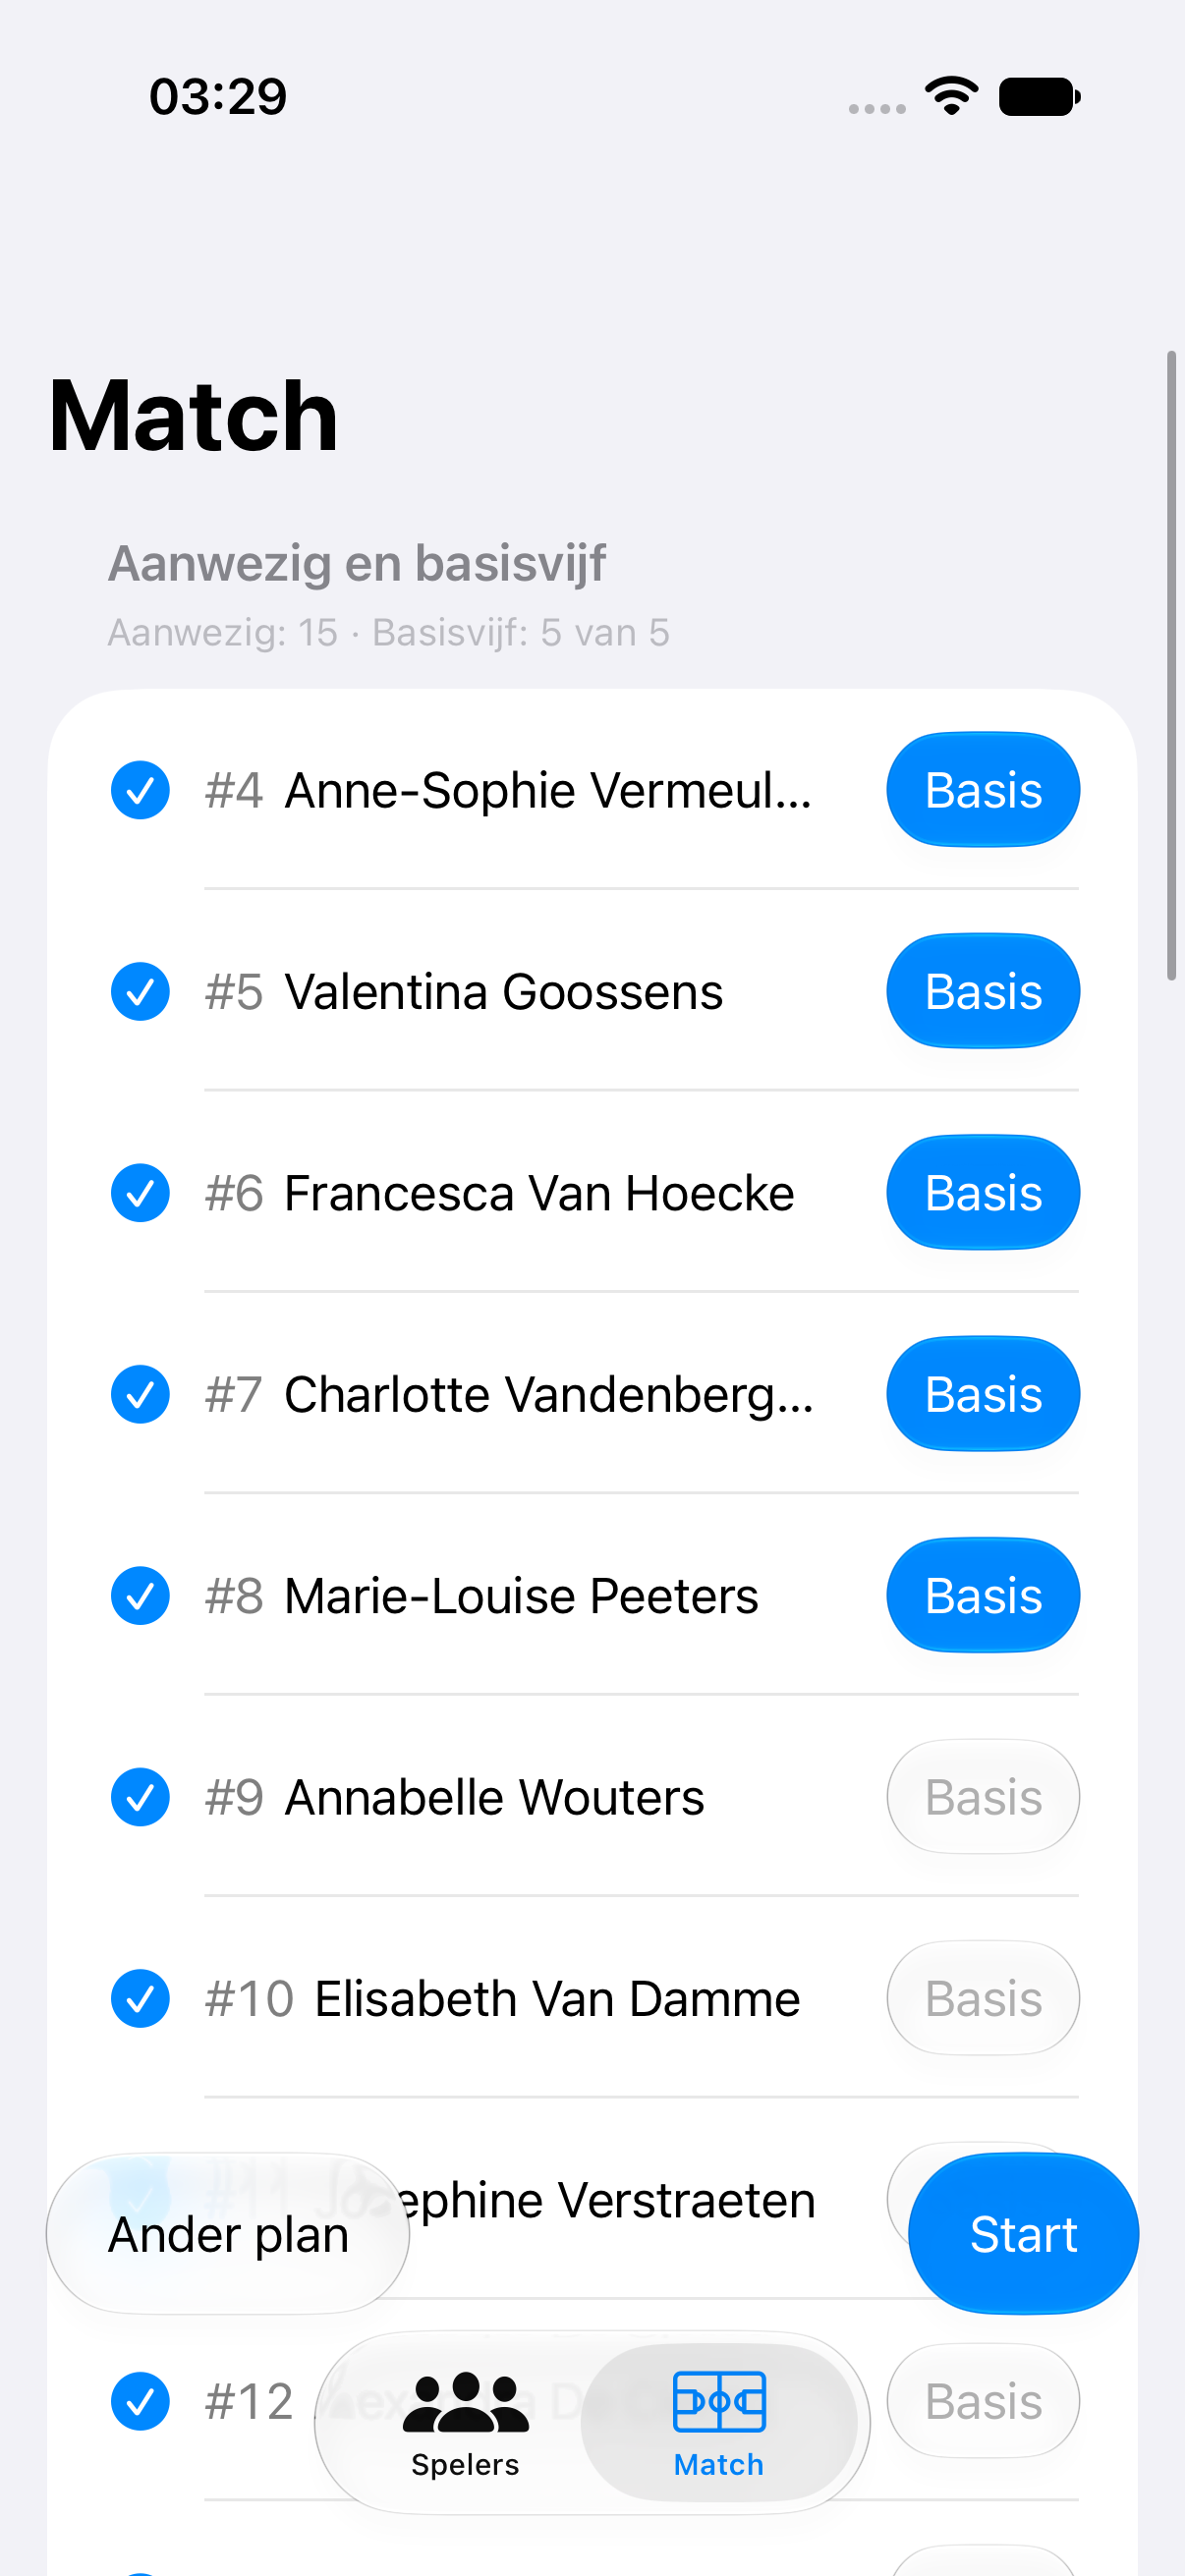 03:29
Match
Aanwezig en basisvijf
Aanwezig: 15 · Basisvijf: 5 van 5
#4 Anne-Sophie Vermeul... Basis
#5 Valentina Goossens Basis
#6 Francesca Van Hoecke Basis
#7 Charlotte Vandenberg... Basis
#8 Marie-Louise Peeters Basis
#9 Annabelle Wouters Basis
#10 Elisabeth Van Damme Basis
#11 Josephine Verstraeten
Ander plan Start
#12 Basis
Spelers Match